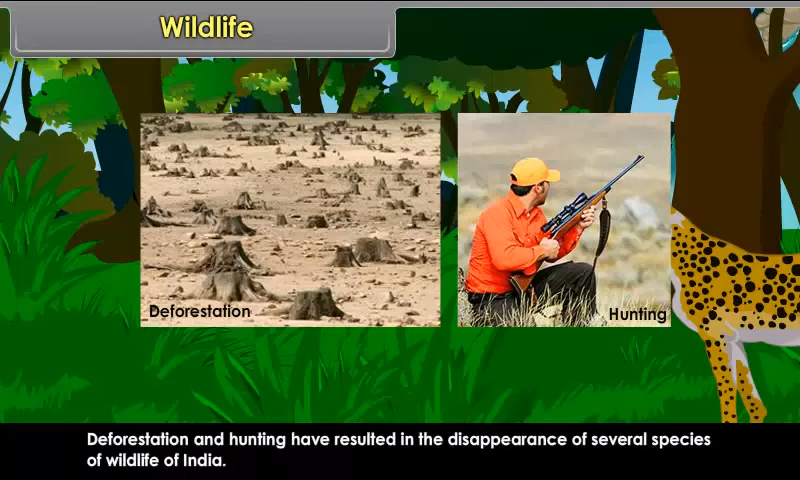 Wildlife
Deforestation
Hunting
Deforestation and hunting have resulted in the disappearance of several species
of wildlife of India.